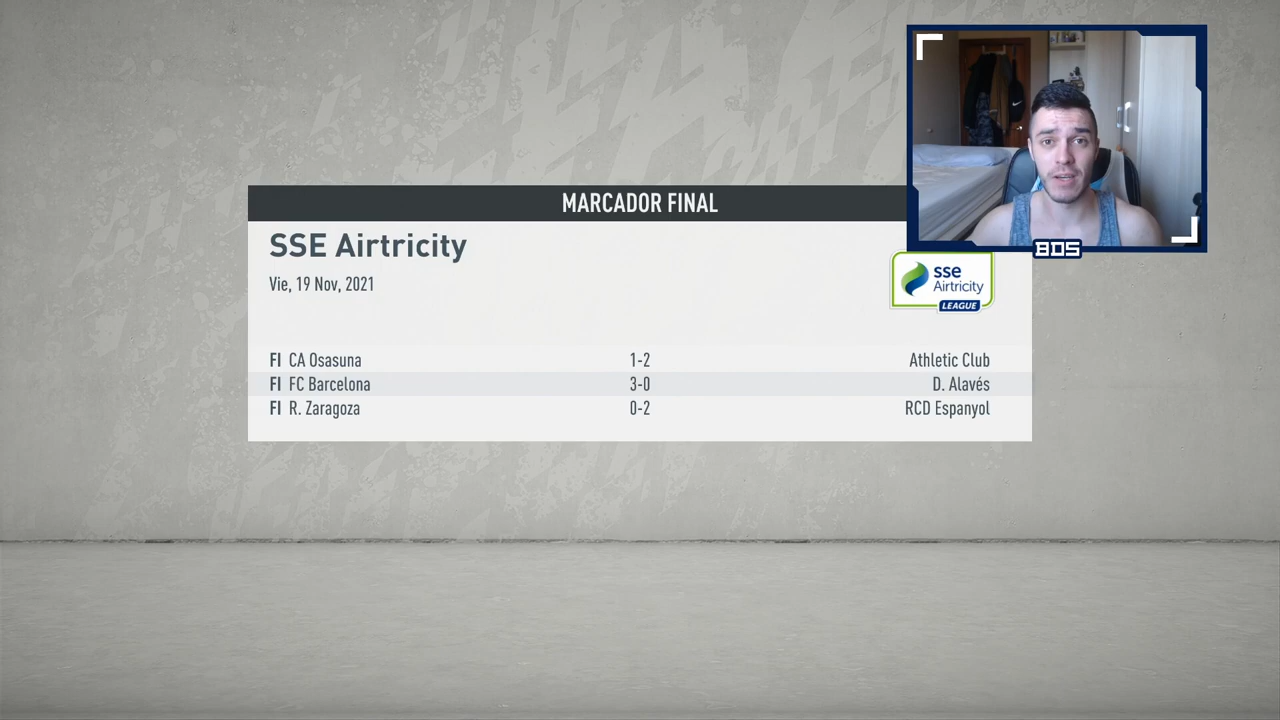 MARCADOR FINAL
SSE Airtricity
Vie, 19 Nov, 2021
sse
Airtricity
LEAGUE
FI CA Osasuna 1-2 Athletic Club
FI FC Barcelona 3-0 D. Alavés
FI R. Zaragoza 0-2 RCD Espanyol
BDS